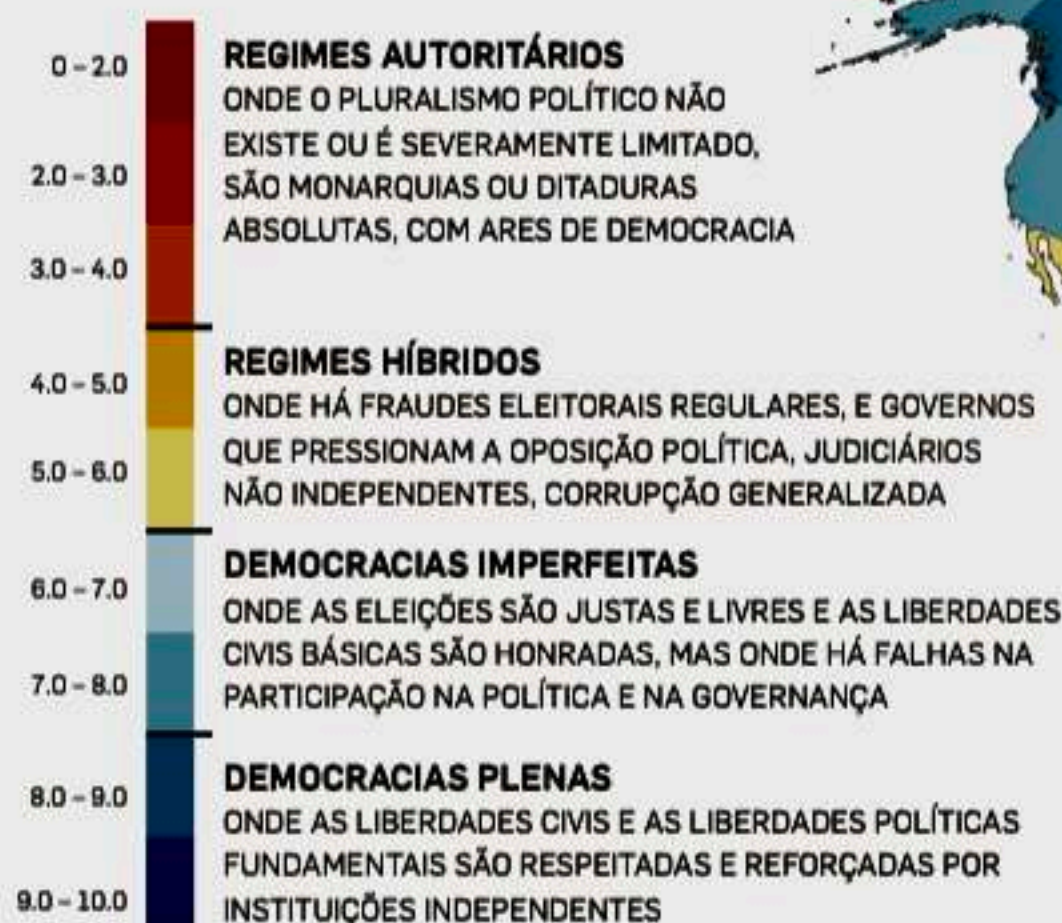 0 – 2.0
REGIMES AUTORITÁRIOS
ONDE O PLURALISMO POLÍTICO NÃO
EXISTE OU É SEVERAMENTE LIMITADO,
2.0 – 3.0
SÃO MONARQUIAS OU DITADURAS
ABSOLUTAS, COM ARES DE DEMOCRACIA
3.0 – 4.0
REGIMES HÍBRIDOS
4.0 – 5.0
ONDE HÁ FRAUDES ELEITORAIS REGULARES, E GOVERNOS
QUE PRESSIONAM A OPOSIÇÃO POLÍTICA, JUDICIÁRIOS
5.0 – 6.0
NÃO INDEPENDENTES, CORRUPÇÃO GENERALIZADA
DEMOCRACIAS IMPERFEITAS
6.0 – 7.0
ONDE AS ELEIÇÕES SÃO JUSTAS E LIVRES E AS LIBERDADES
CIVIS BÁSICAS SÃO HONRADAS, MAS ONDE HÁ FALHAS NA
7.0 – 8.0
PARTICIPAÇÃO NA POLÍTICA E NA GOVERNANÇA
DEMOCRACIAS PLENAS
8.0 – 9.0
ONDE AS LIBERDADES CIVIS E AS LIBERDADES POLÍTICAS
FUNDAMENTAIS SÃO RESPEITADAS E REFORÇADAS POR
9.0 – 10.0
INSTITUIÇÕES INDEPENDENTES